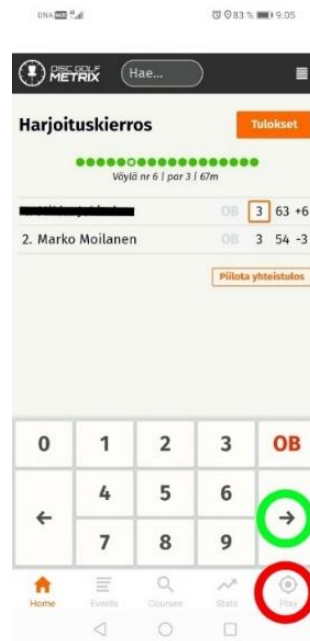 DNA 83 % 9.05
DISC GOLF
METRIX Hae...
Harjoituskierros Tulokset
Väylä nr 6 | par 3 | 67m
OB 3 63 +6
2. Marko Moilanen OB 3 54 -3
Piilota yhteistulos
0 1 2 3 OB
← 4 5 6 →
7 8 9
Home Events Courses Stats Play